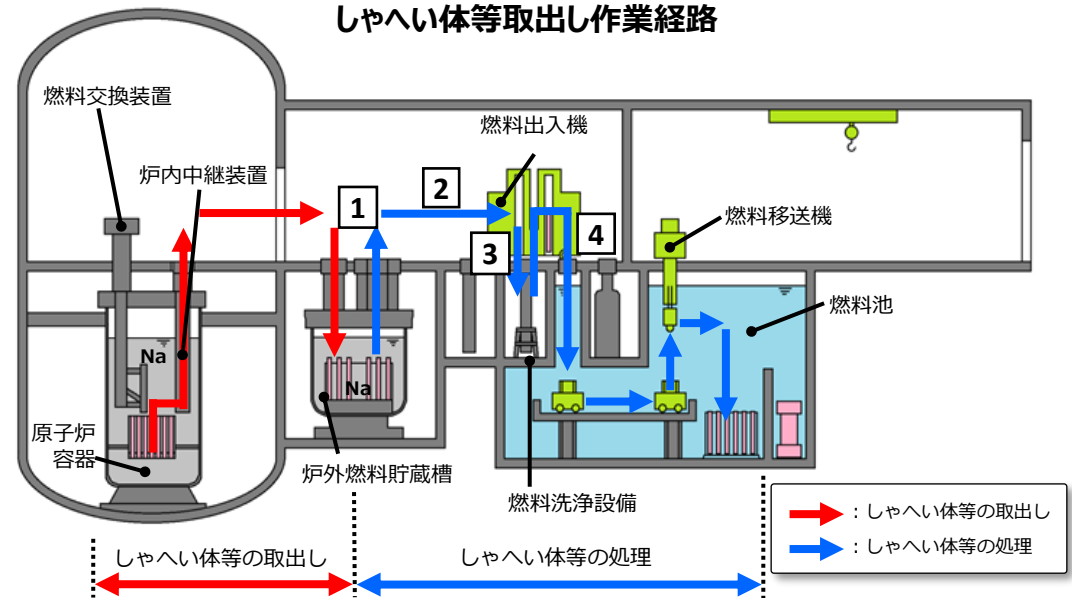 しゃへい体等取出し作業経路
燃料交換装置
燃料出入機
炉内中継装置
1
2
3
4
燃料移送機
燃料池
Na
Na
原子炉
容器
炉外燃料貯蔵槽
燃料洗浄設備
：しゃへい体等の取出し
：しゃへい体等の処理
しゃへい体等の取出し
しゃへい体等の処理